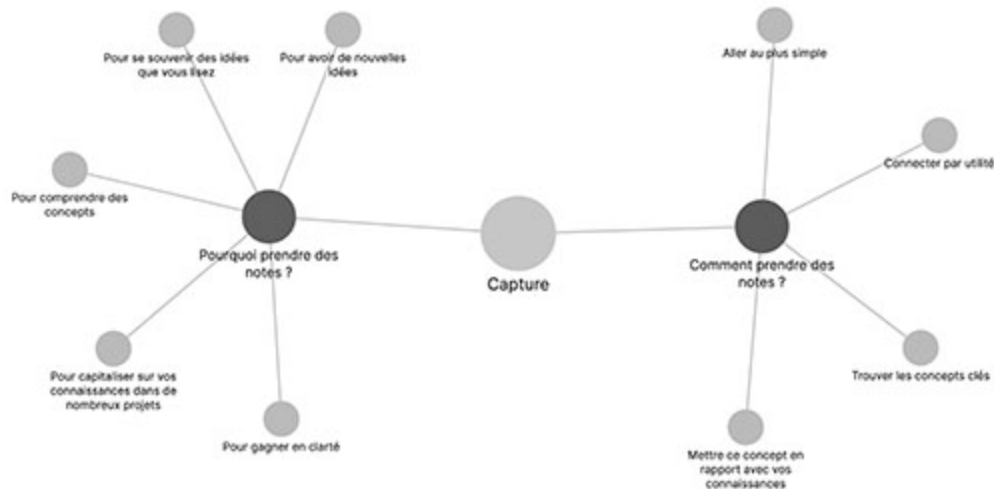 Pour se souvenir des idées
que vous lisez
Pour avoir de nouvelles
idées
Aller au plus simple
Connecter par utilité
Pour comprendre des
concepts
Pourquoi prendre des
notes ?
Capture
Comment prendre des
notes ?
Pour capitaliser sur vos
connaissances dans de
nombreux projets
Trouver les concepts clés
Pour gagner en clarté
Mettre ce concept en
rapport avec vos
connaissances